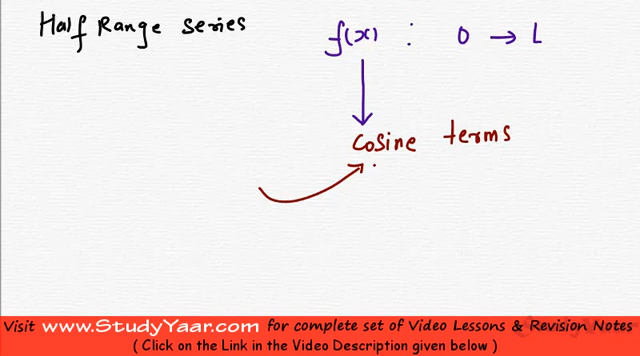 Half Range Series
f(x) : 0 → L
Cosine terms
Visit www.StudyYaar.com for complete set of Video Lessons & Revision Notes
( Click on the Link in the Video Description given below )